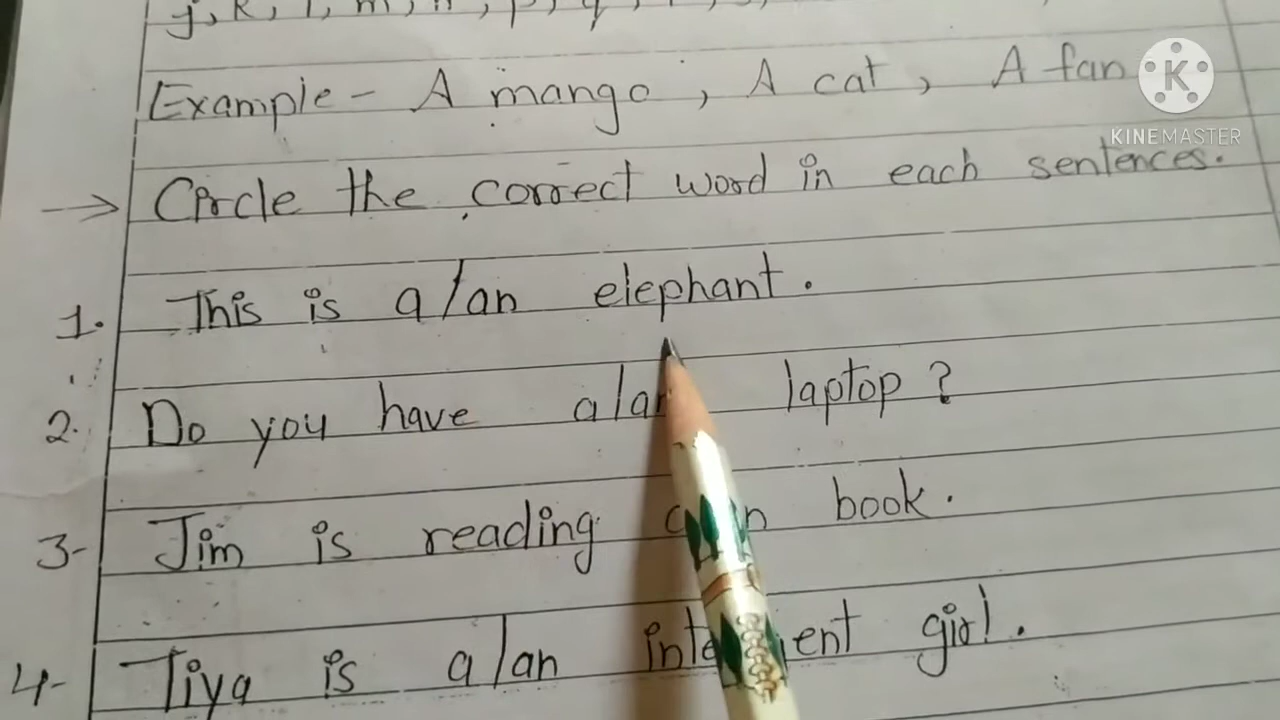 j, k, l, m, n, p, q, r, s,
Example - A mango, A cat, A fan
KINEMASTER
→ Circle the correct word in each sentences.
1. This is a/an elephant.
2. Do you have a/an laptop?
3- Jim is reading book.
4- Tiya is a/an girl.